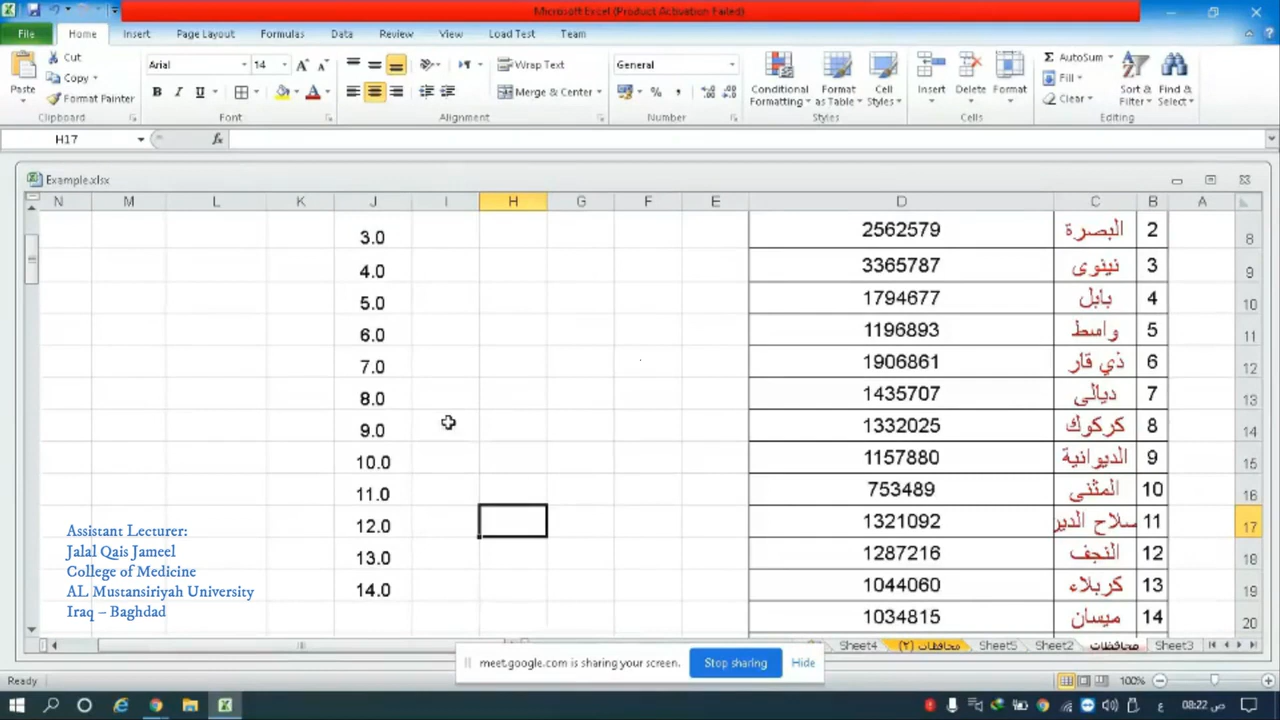 Microsoft Excel (Product Activation Failed)
File Home Insert Page Layout Formulas Data Review View Load Test Team
Paste
Cut
Copy
Format Painter
Clipboard
Arial 14
Font
Wrap Text
Merge & Center
Alignment
General
Number
Conditional Formatting
Format as Table
Cell Styles
Styles
Insert Delete Format
Cells
AutoSum
Fill
Clear
Sort & Filter
Find & Select
Editing
H17 fx
Example.xlsx
N M L K J I H G F E D C B A
3.0 2562579 البصرة 2 8
4.0 3365787 نينوى 3 9
5.0 1794677 بابل 4 10
6.0 1196893 واسط 5 11
7.0 1906861 ذي قار 6 12
8.0 1435707 ديالى 7 13
9.0 1332025 كركوك 8 14
10.0 1157880 الديوانية 9 15
11.0 753489 المثنى 10 16
12.0 1321092 سلاح الدير 11 17
13.0 1287216 النجف 12 18
14.0 1044060 كربلاء 13 19
1034815 ميسان 14 20
Assistant Lecturer:
Jalal Qais Jameel
College of Medicine
AL Mustansiriyah University
Iraq – Baghdad
Sheet4 محافظات (٢) Sheet5 Sheet2 محافظات Sheet3
meet.google.com is sharing your screen. Stop sharing Hide
Ready 100%
ع 08:22 ص